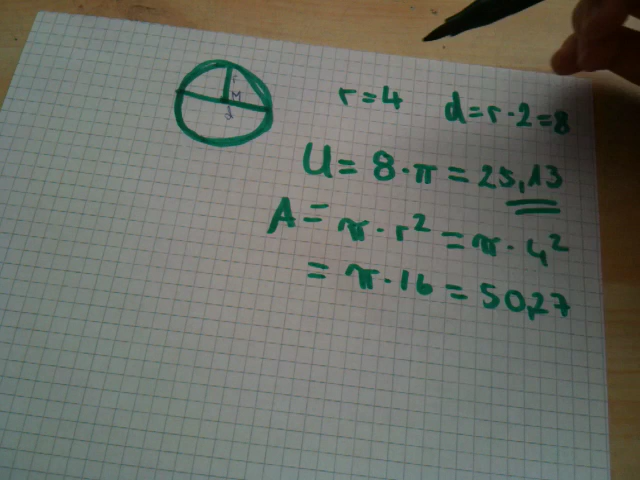 r
M
d
r=4 d=r·2=8
U=8·π=25,13
A=π·r²=π·4²
=π·16=50,27